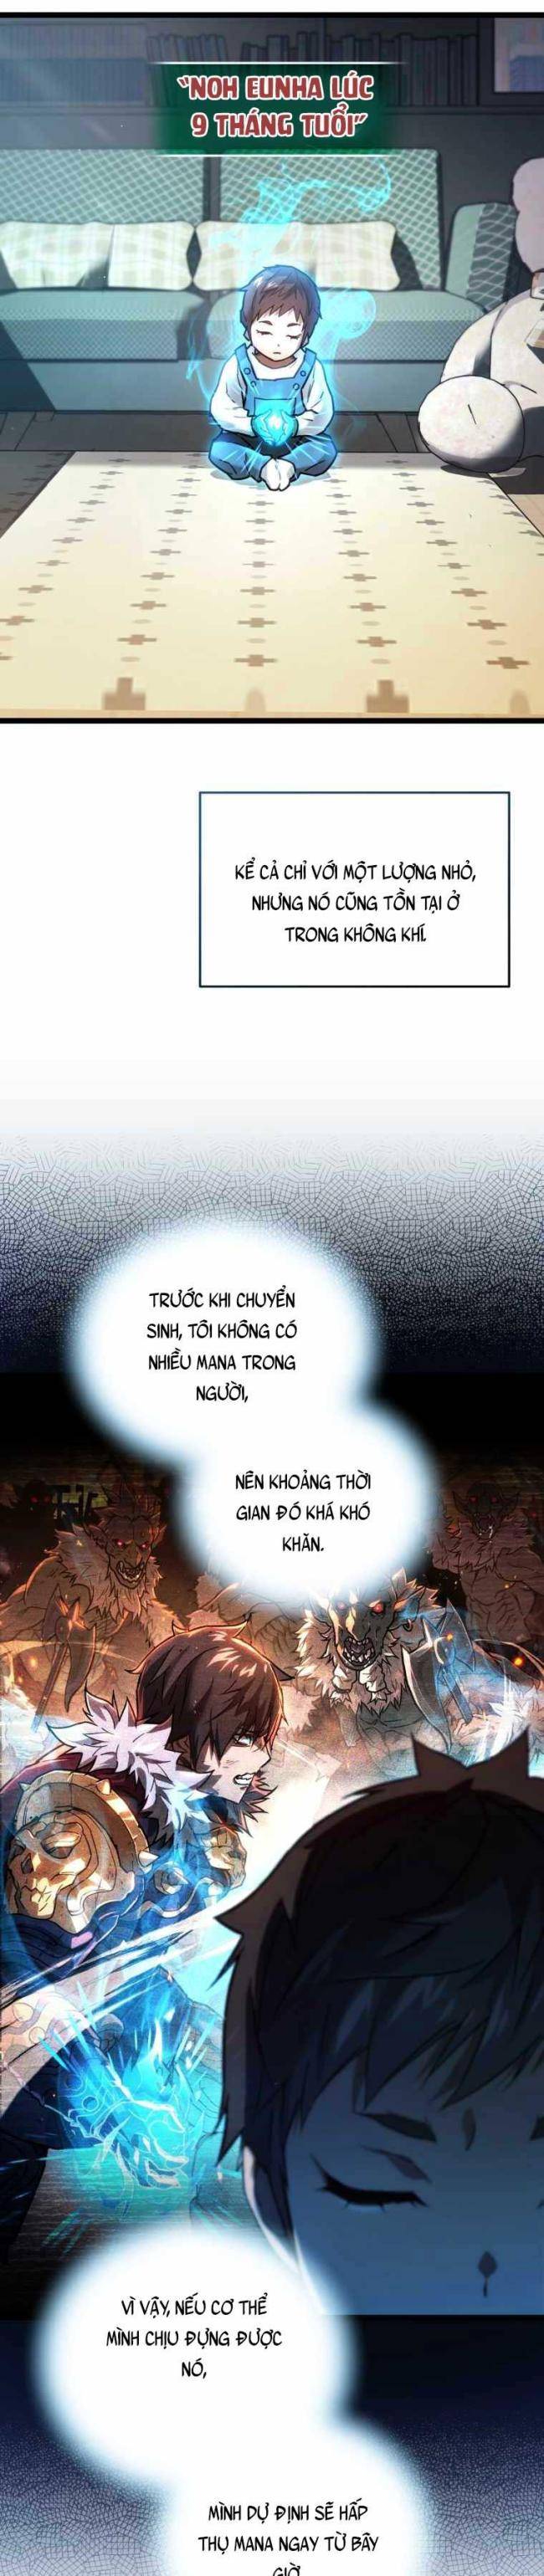 "NOH EUNHA LÚC
9 THÁNG TUỔI"
KỂ CẢ CHỈ VỚI MỘT LƯỢNG NHỎ,
NHƯNG NÓ CŨNG TỒN TẠI Ở
TRONG KHÔNG KHÍ.
TRƯỚC KHI CHUYỂN
SINH, TÔI KHÔNG CÓ
NHIỀU MANA TRONG
NGƯỜI,
NÊN KHOẢNG THỜI
GIAN ĐÓ KHÁ KHÓ
KHĂN.
VÌ VẬY, NẾU CƠ THỂ
MÌNH CHỊU ĐỰNG ĐƯỢC
NÓ,
MÌNH DỰ ĐỊNH SẼ HẤP
THỤ MANA NGAY TỪ BÂY
GIỜ